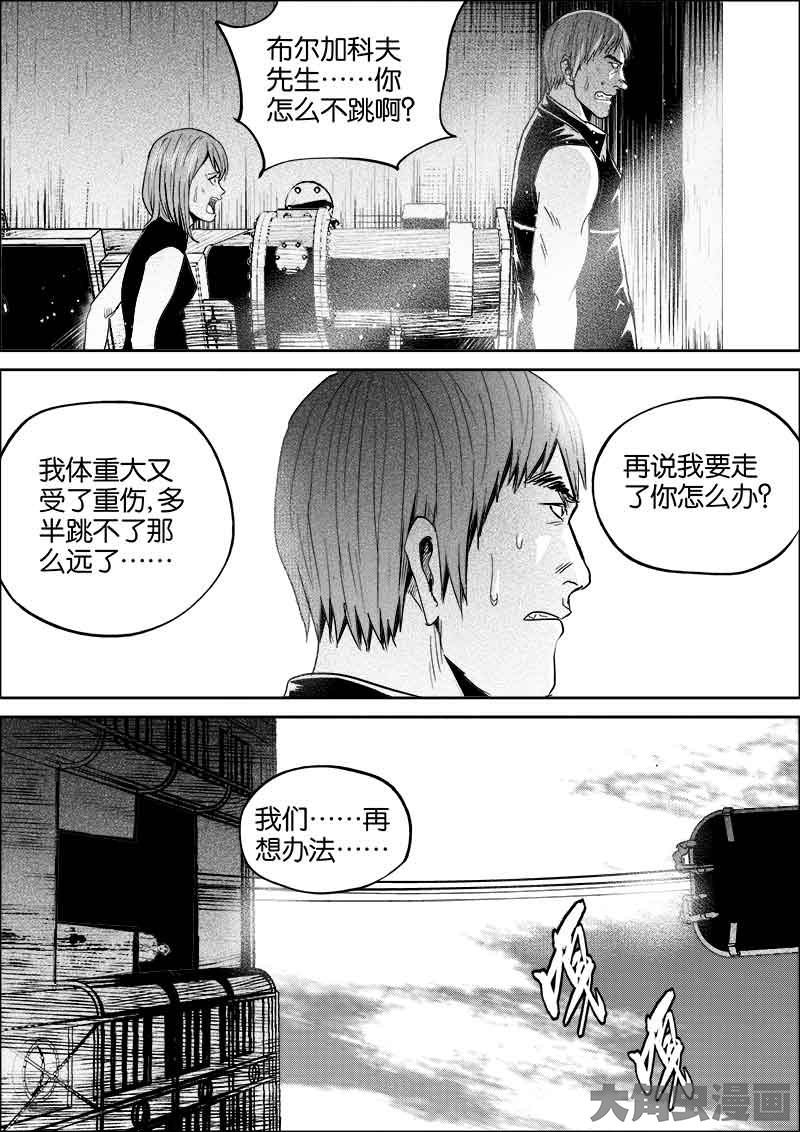 布尔加科夫
先生……你
怎么不跳啊?
我体重大又
受了重伤,多
半跳不了那
么远了……
再说我要走
了你怎么办?
我们……再
想办法……
大角虫漫画